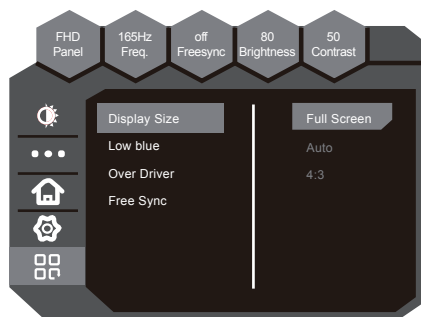 FHD
Panel
165Hz
Freq.
off
Freesync
80
Brightness
50
Contrast
Display Size
Full Screen
Low blue
Auto
Over Driver
4:3
Free Sync